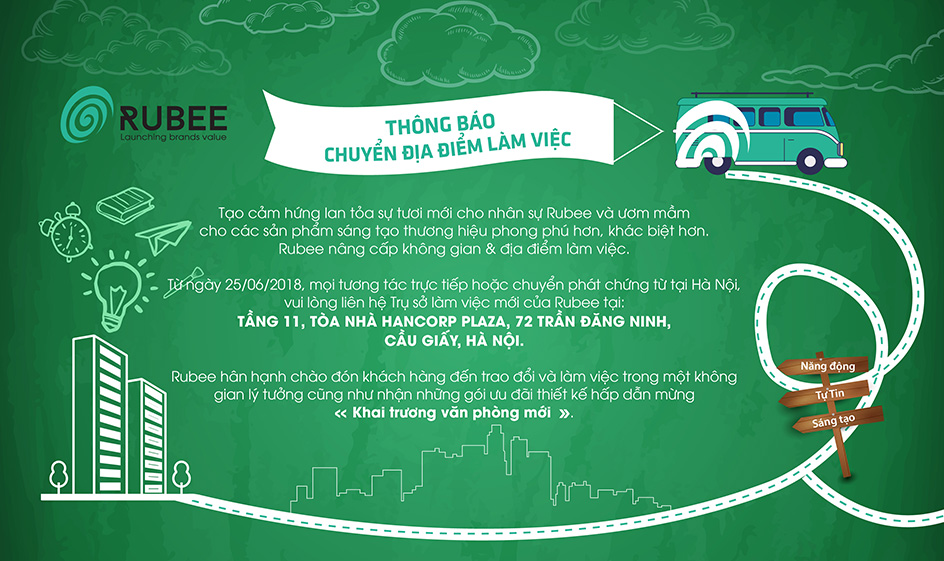 RUBEE
Launching brands value
THÔNG BÁO
CHUYỂN ĐỊA ĐIỂM LÀM VIỆC
Tạo cảm hứng lan tỏa sự tươi mới cho nhân sự Rubee và ươm mầm
cho các sản phẩm sáng tạo thương hiệu phong phú hơn, khác biệt hơn.
Rubee nâng cấp không gian & địa điểm làm việc.
Từ ngày 25/06/2018, mọi tương tác trực tiếp hoặc chuyển phát chứng từ tại Hà Nội,
vui lòng liên hệ Trụ sở làm việc mới của Rubee tại:
TẦNG 11, TÒA NHÀ HANCORP PLAZA, 72 TRẦN ĐĂNG NINH,
CẦU GIẤY, HÀ NỘI.
Rubee hân hạnh chào đón khách hàng đến trao đổi và làm việc trong một không
gian lý tưởng cũng như nhận những gói ưu đãi thiết kế hấp dẫn mừng
« Khai trương văn phòng mới ».
Năng động
Tự Tin
Sáng tạo